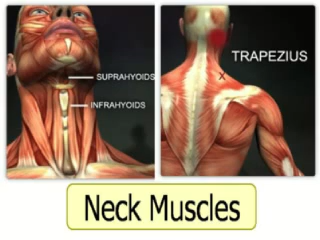 SUPRAHYOIDS
INFRAHYOIDS
TRAPEZIUS
X
Neck Muscles